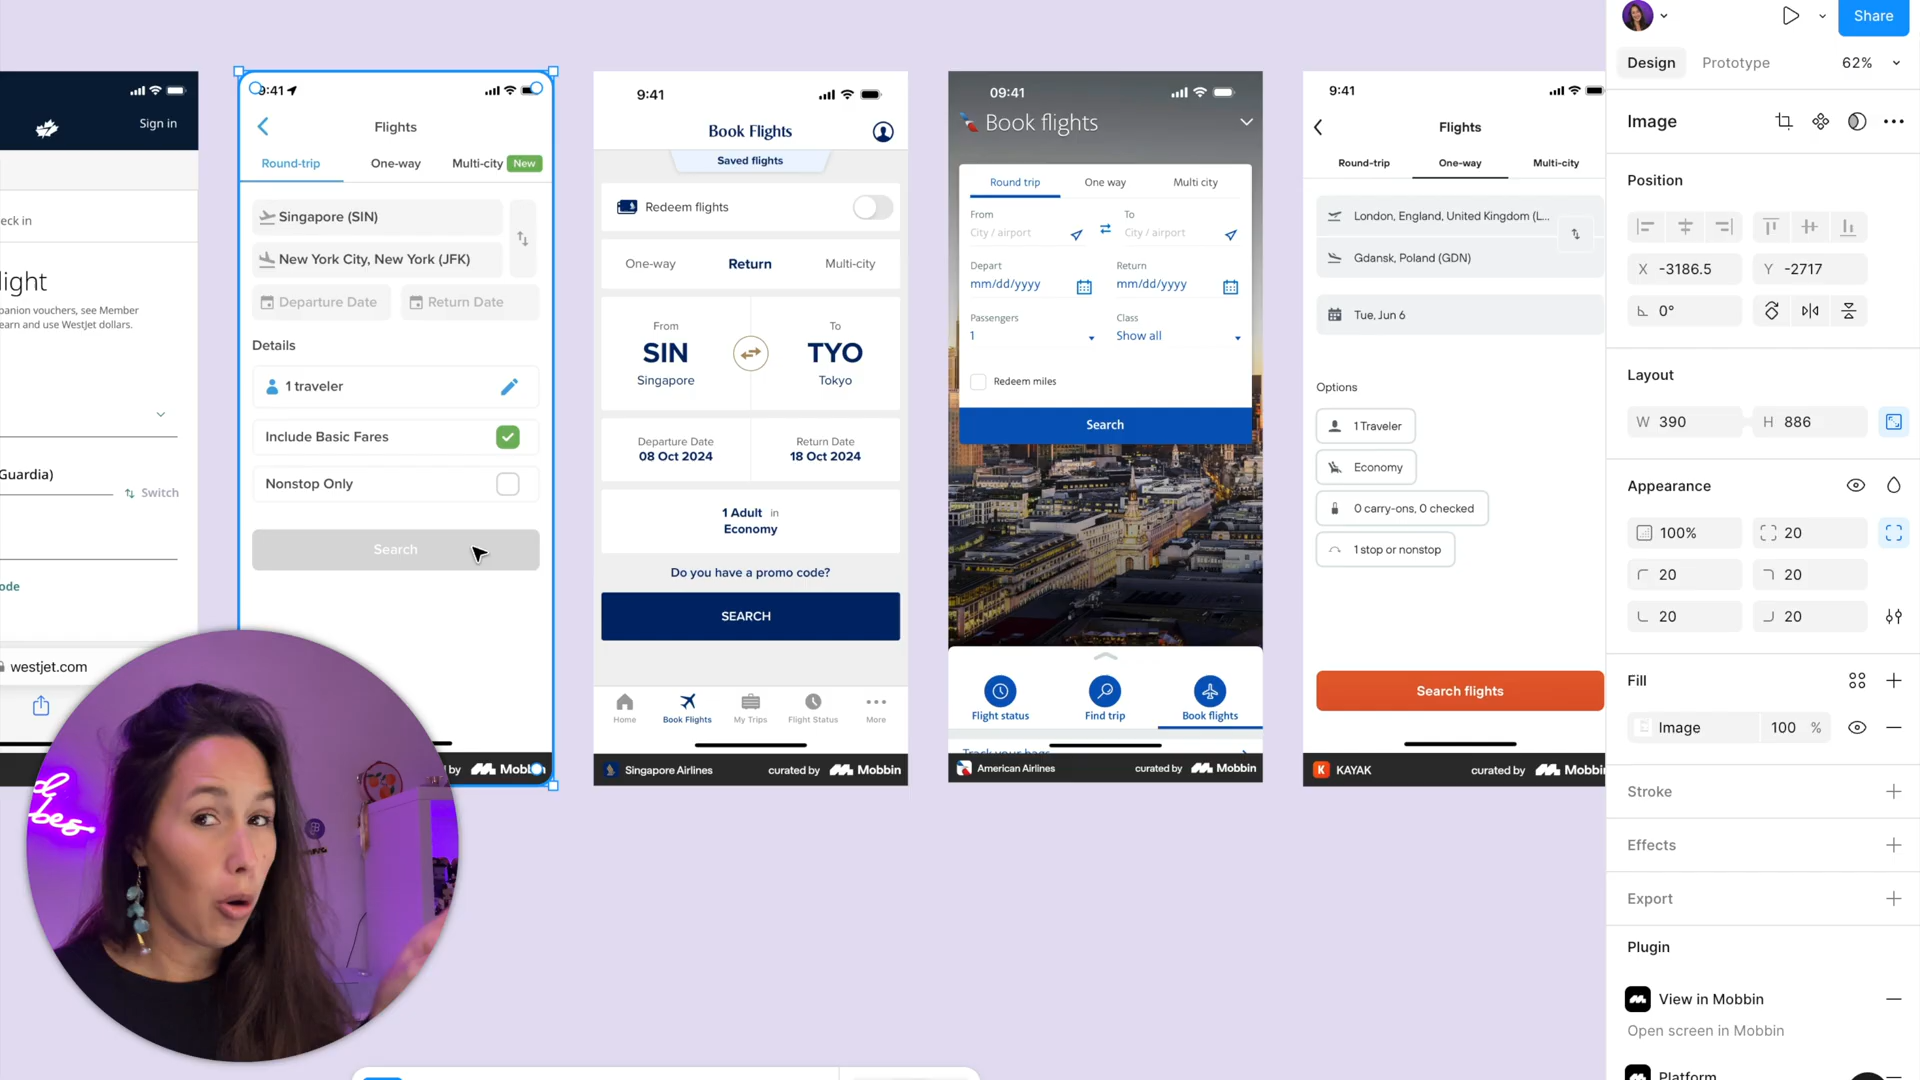 Sign in
eck in
light
panion vouchers, see Member
earn and use WestJet dollars.
Guardia)
Switch
ode
westjet.com
9:41
Flights
Round-trip
One-way
Multi-city
New
Singapore (SIN)
New York City, New York (JFK)
Departure Date
Return Date
Details
1 traveler
Include Basic Fares
Nonstop Only
Search
by
Mobbin
9:41
Book Flights
Saved flights
Redeem flights
One-way
Return
Multi-city
From
SIN
Singapore
To
TYO
Tokyo
Departure Date
08 Oct 2024
Return Date
18 Oct 2024
1 Adult in
Economy
Do you have a promo code?
SEARCH
Home
Book Flights
My Trips
Flight Status
More
Singapore Airlines
curated by
Mobbin
09:41
Book flights
Round trip
One way
Multi city
From
City / airport
To
City / airport
Depart
mm/dd/yyyy
Return
mm/dd/yyyy
Passengers
1
Class
Show all
Redeem miles
Search
Flight status
Find trip
Book flights
Track your bags
American Airlines
curated by
Mobbin
9:41
Flights
Round-trip
One-way
Multi-city
London, England, United Kingdom (L...
Gdansk, Poland (GDN)
Tue, Jun 6
Options
1 Traveler
Economy
0 carry-ons, 0 checked
1 stop or nonstop
Search flights
K
KAYAK
curated by
Mobbi
Share
Design
Prototype
62%
Image
Position
X -3186.5
Y -2717
0°
Layout
W 390
H 886
Appearance
100%
20
20
20
20
20
Fill
Image
100 %
Stroke
Effects
Export
Plugin
View in Mobbin
Open screen in Mobbin
Platform